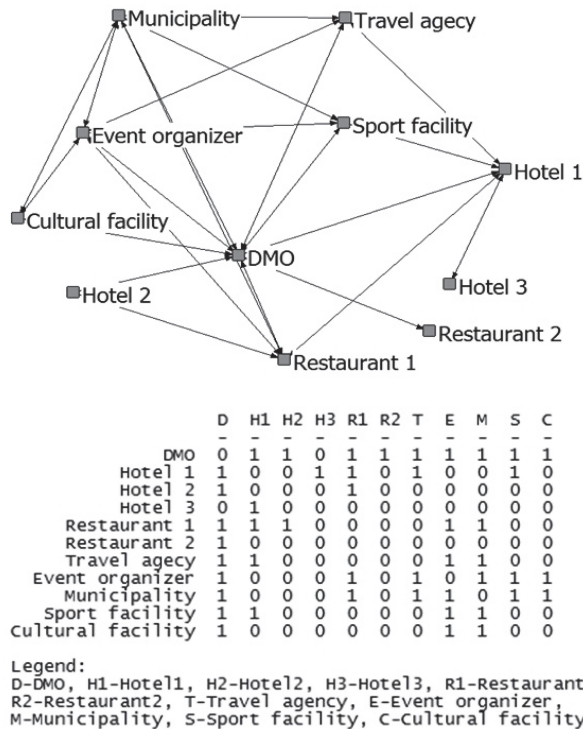 Municipality
Travel agecy
Event organizer
Sport facility
Hotel 1
Cultural facility
DMO
Hotel 2
Hotel 3
Restaurant 2
Restaurant 1
D H1 H2 H3 R1 R2 T E M S C
- - - - - - - - - - -
DMO 0 1 1 0 1 1 1 1 1 1 1
Hotel 1 1 0 0 1 1 0 1 0 0 1 0
Hotel 2 1 0 0 0 1 0 0 0 0 0 0
Hotel 3 0 1 0 0 0 0 0 0 0 0 0
Restaurant 1 1 1 1 0 0 0 0 1 1 0 0
Restaurant 2 1 0 0 0 0 0 0 0 0 0 0
Travel agecy 1 1 0 0 0 0 0 1 1 0 0
Event organizer 1 0 0 0 1 0 1 0 1 1 1
Municipality 1 0 0 0 1 0 1 1 0 1 1
Sport facility 1 1 0 0 0 0 0 1 1 0 0
Cultural facility 1 0 0 0 0 0 0 1 1 0 0
Legend:
D-DMO, H1-Hotel1, H2-Hotel2, H3-Hotel3, R1-Restaurant
R2-Restaurant2, T-Travel agency, E-Event organizer,
M-Municipality, S-Sport facility, C-Cultural facility